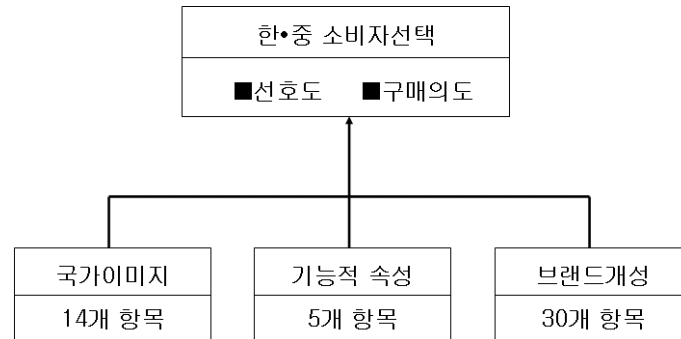 한•중 소비자선택
■선호도 ■구매의도
국가이미지
14개 항목
기능적 속성
5개 항목
브랜드개성
30개 항목